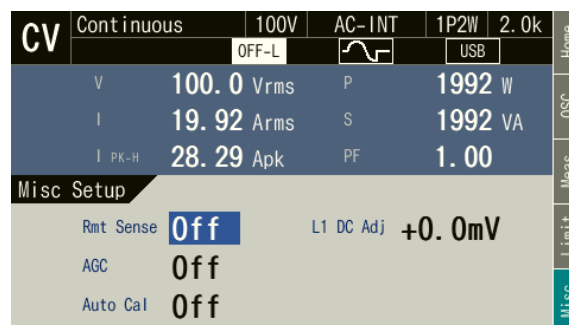 CV Continuous 100V AC-INT 1P2W 2.0k
OFF-L USB
V 100.0 Vrms P 1992 W
I 19.92 Arms S 1992 VA
I PK-H 28.29 Apk PF 1.00
Misc Setup
Rmt Sense Off L1 DC Adj +0.0mV
AGC Off
Auto Cal Off
Home
OSC
Meas
Limit
Misc